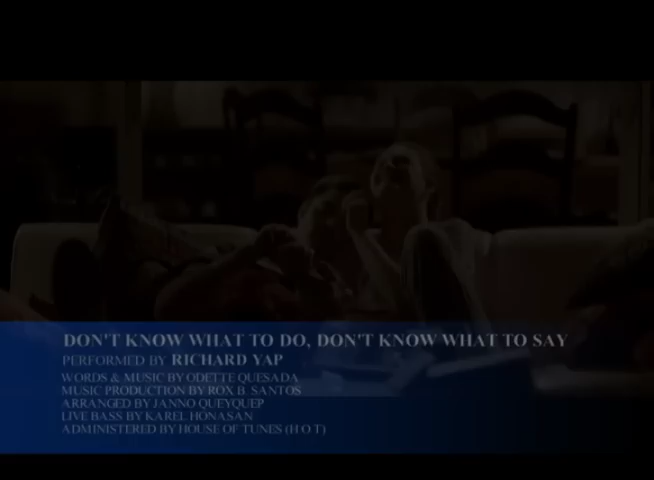 DON'T KNOW WHAT TO DO, DON'T KNOW WHAT TO SAY
PERFORMED BY RICHARD YAP
WORDS & MUSIC BY ODETTE QUESADA
MUSIC PRODUCTION BY ROX B. SANTOS
ARRANGED BY JANNO QUEYQUEP
LIVE BASS BY KAREL HONASAN
ADMINISTERED BY HOUSE OF TUNES (H O T)